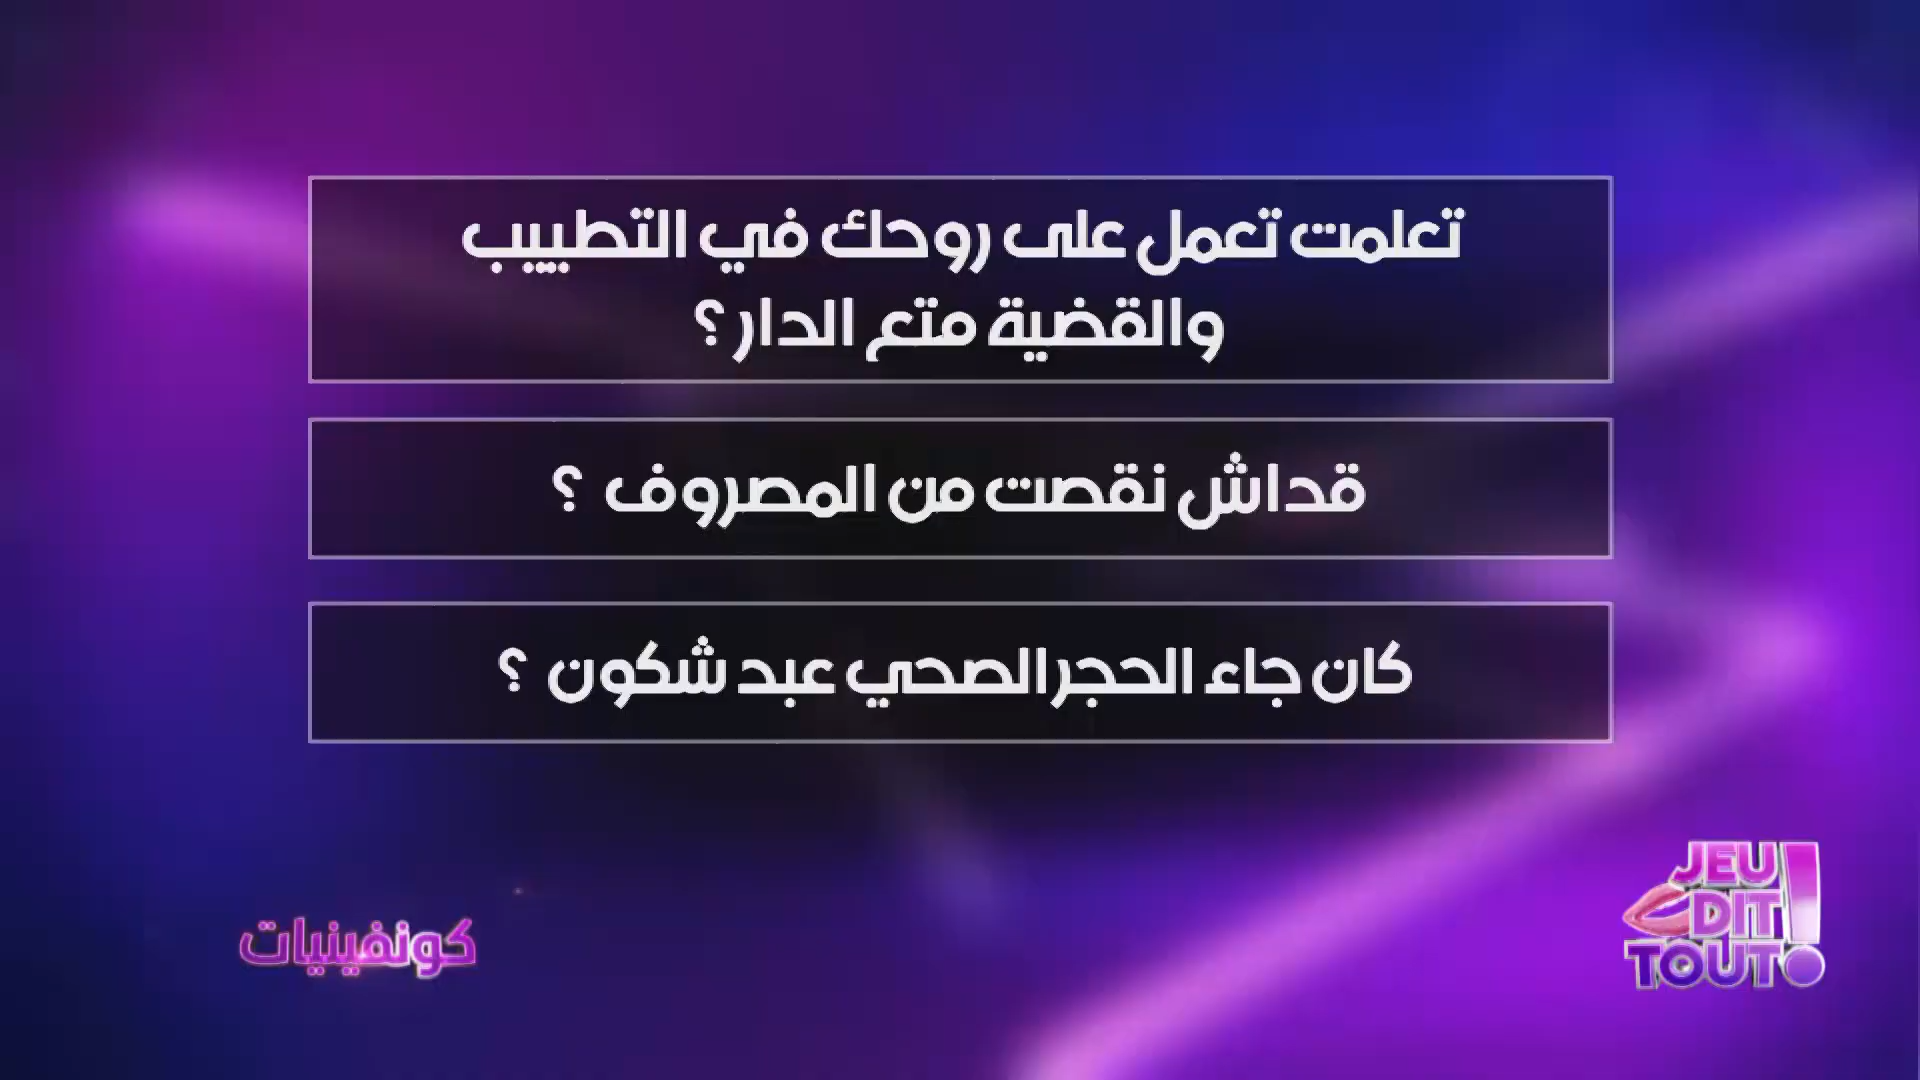 تعلمت تعمل على روحك في التطييب
والقضية متع الدار ؟
قداش نقصت من المصروف ؟
كان جاء الحجر الصحي عبد شكون ؟
كونفينيات
JEU
DIT
TOUT!